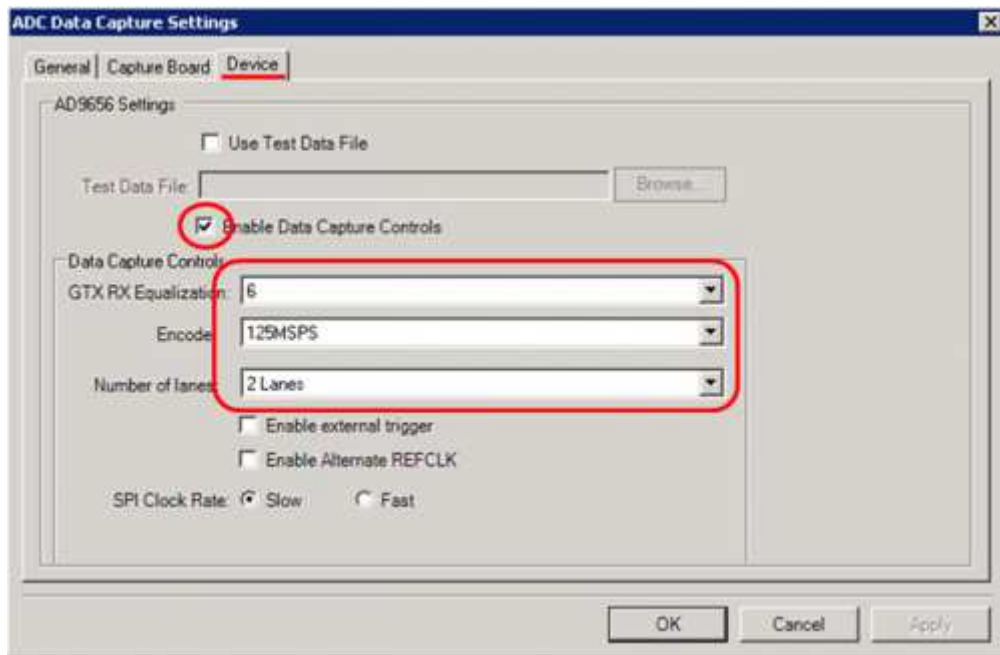 ADC Data Capture Settings
General Capture Board Device
AD9656 Settings
Use Test Data File
Test Data File: Browse...
Enable Data Capture Controls
Data Capture Controls
GTX RX Equalization: 6
Encode: 125MSPS
Number of lanes: 2 Lanes
Enable external trigger
Enable Alternate REFCLK
SPI Clock Rate: Slow Fast
OK Cancel Apply